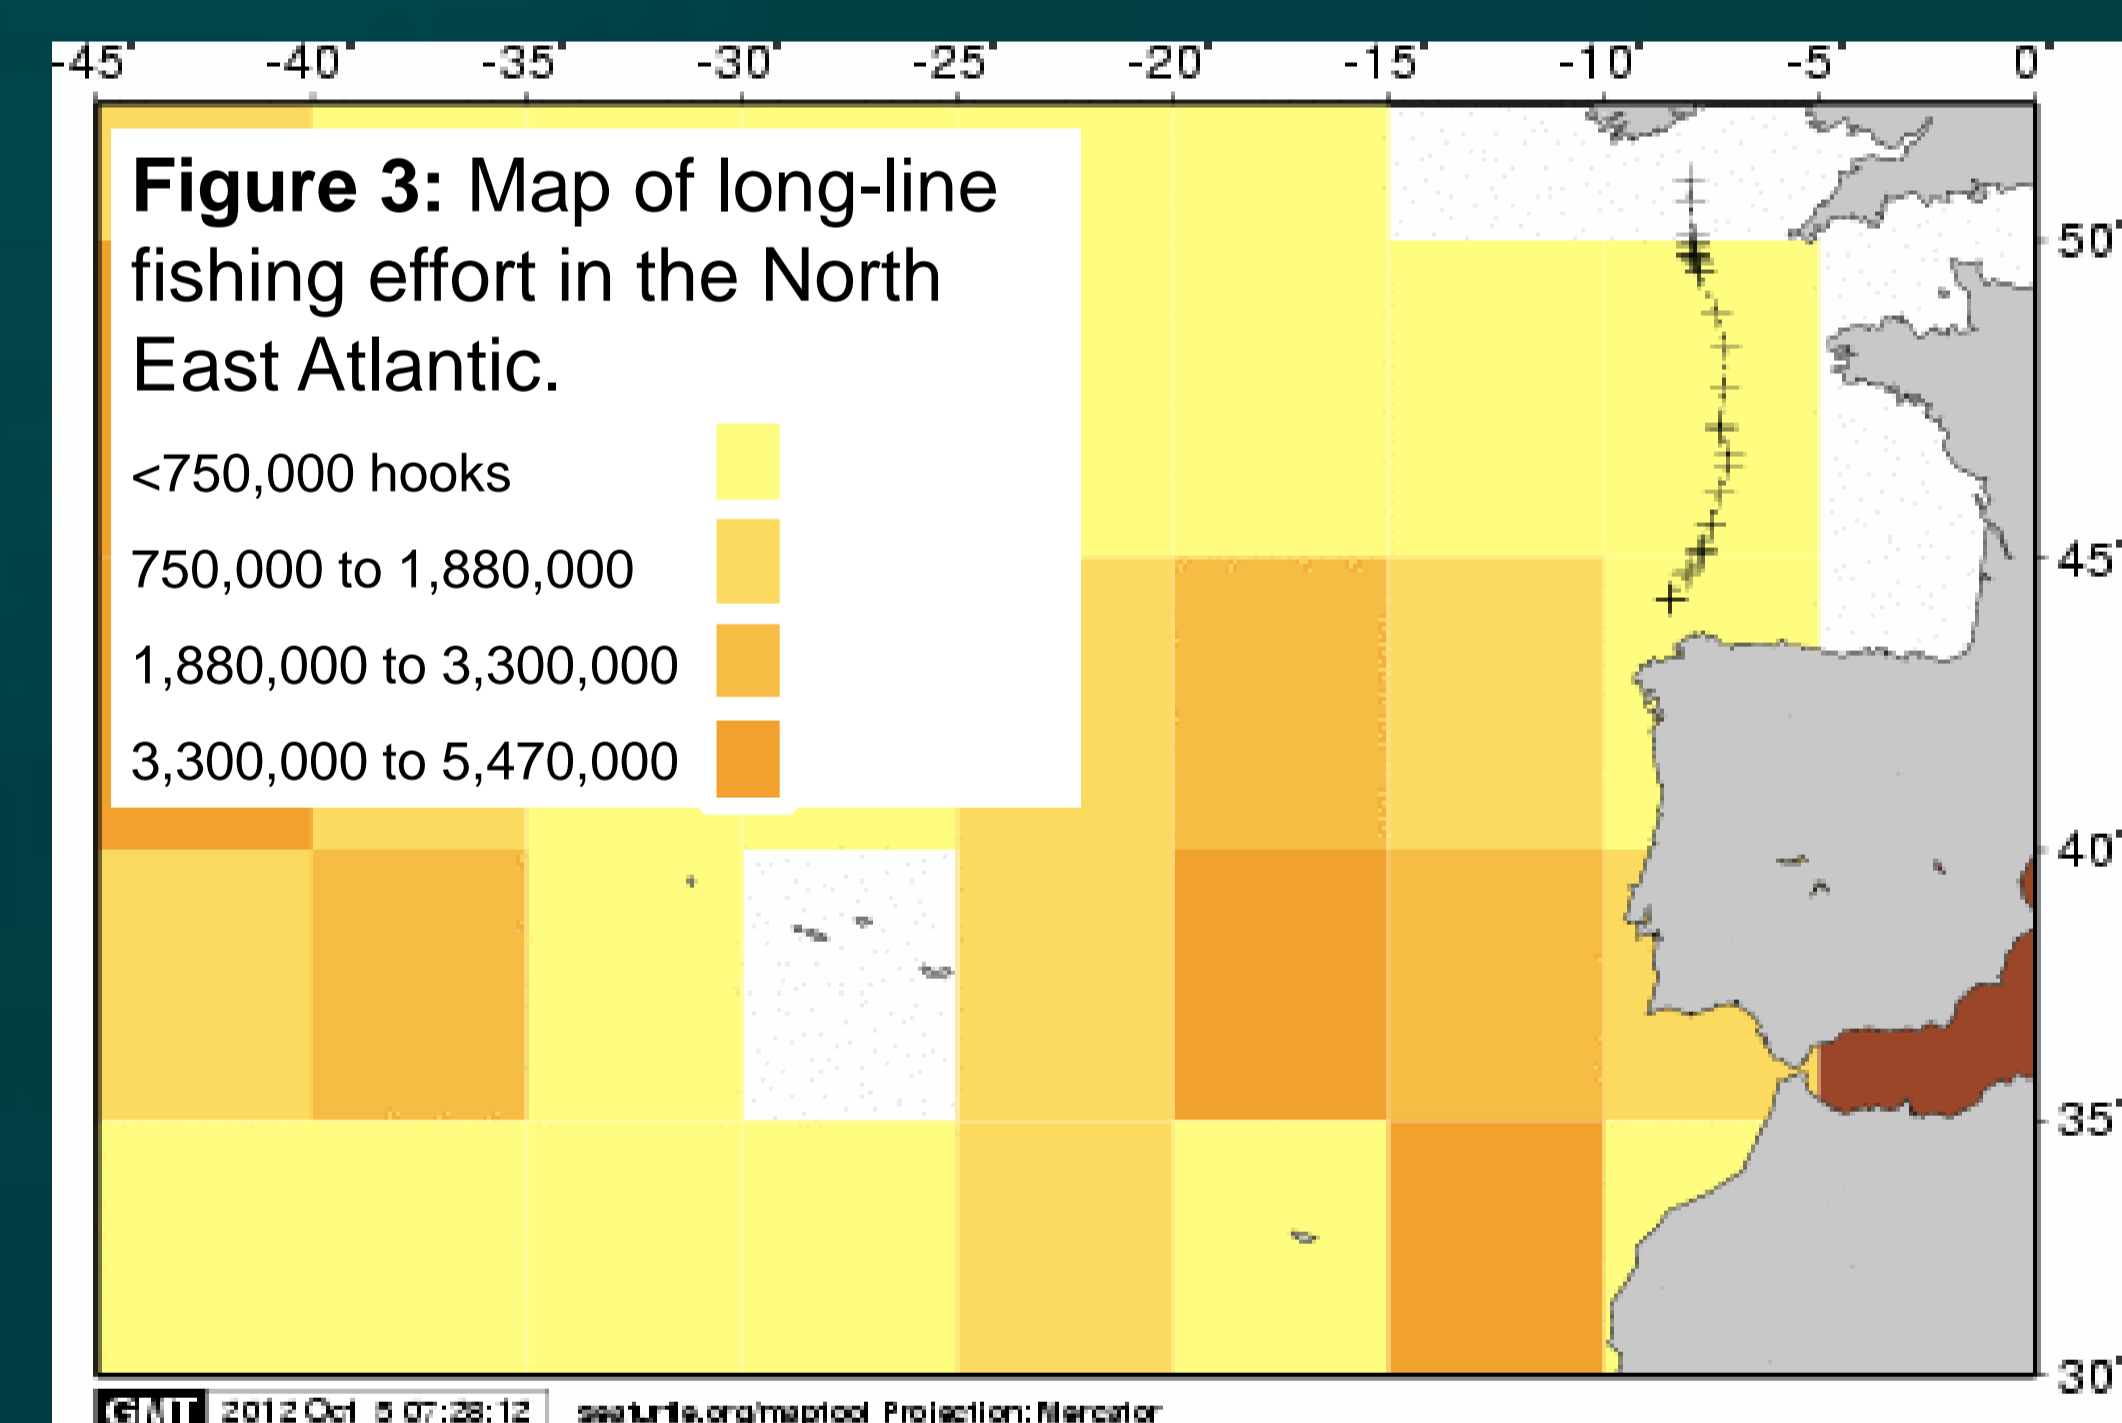 -45° -40° -35° -30° -25° -20° -15° -10° -5° 0°
Figure 3: Map of long-line
fishing effort in the North
East Atlantic.
<750,000 hooks
750,000 to 1,880,000
1,880,000 to 3,300,000
3,300,000 to 5,470,000
50°
45°
40°
35°
30°
GMT 2012 Oct 5 07:28:12 seaturtle.org/maptool Projection: Mercator